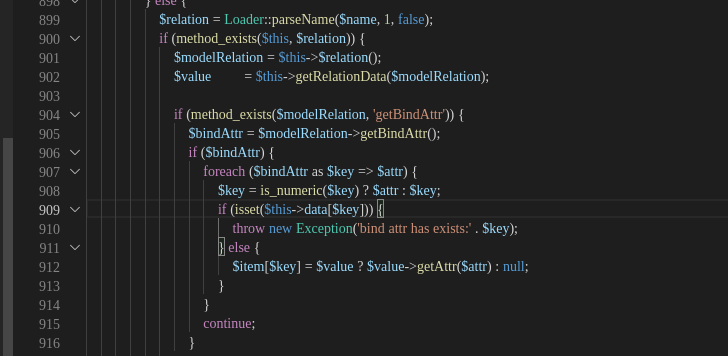 898 } else {
899 $relation = Loader::parseName($name, 1, false);
900 if (method_exists($this, $relation)) {
901 $modelRelation = $this->$relation();
902 $value = $this->getRelationData($modelRelation);
903
904 if (method_exists($modelRelation, 'getBindAttr')) {
905 $bindAttr = $modelRelation->getBindAttr();
906 if ($bindAttr) {
907 foreach ($bindAttr as $key => $attr) {
908 $key = is_numeric($key) ? $attr : $key;
909 if (isset($this->data[$key])) {
910 throw new Exception('bind attr has exists:' . $key);
911 } else {
912 $item[$key] = $value ? $value->getAttr($attr) : null;
913 }
914 }
915 continue;
916 }